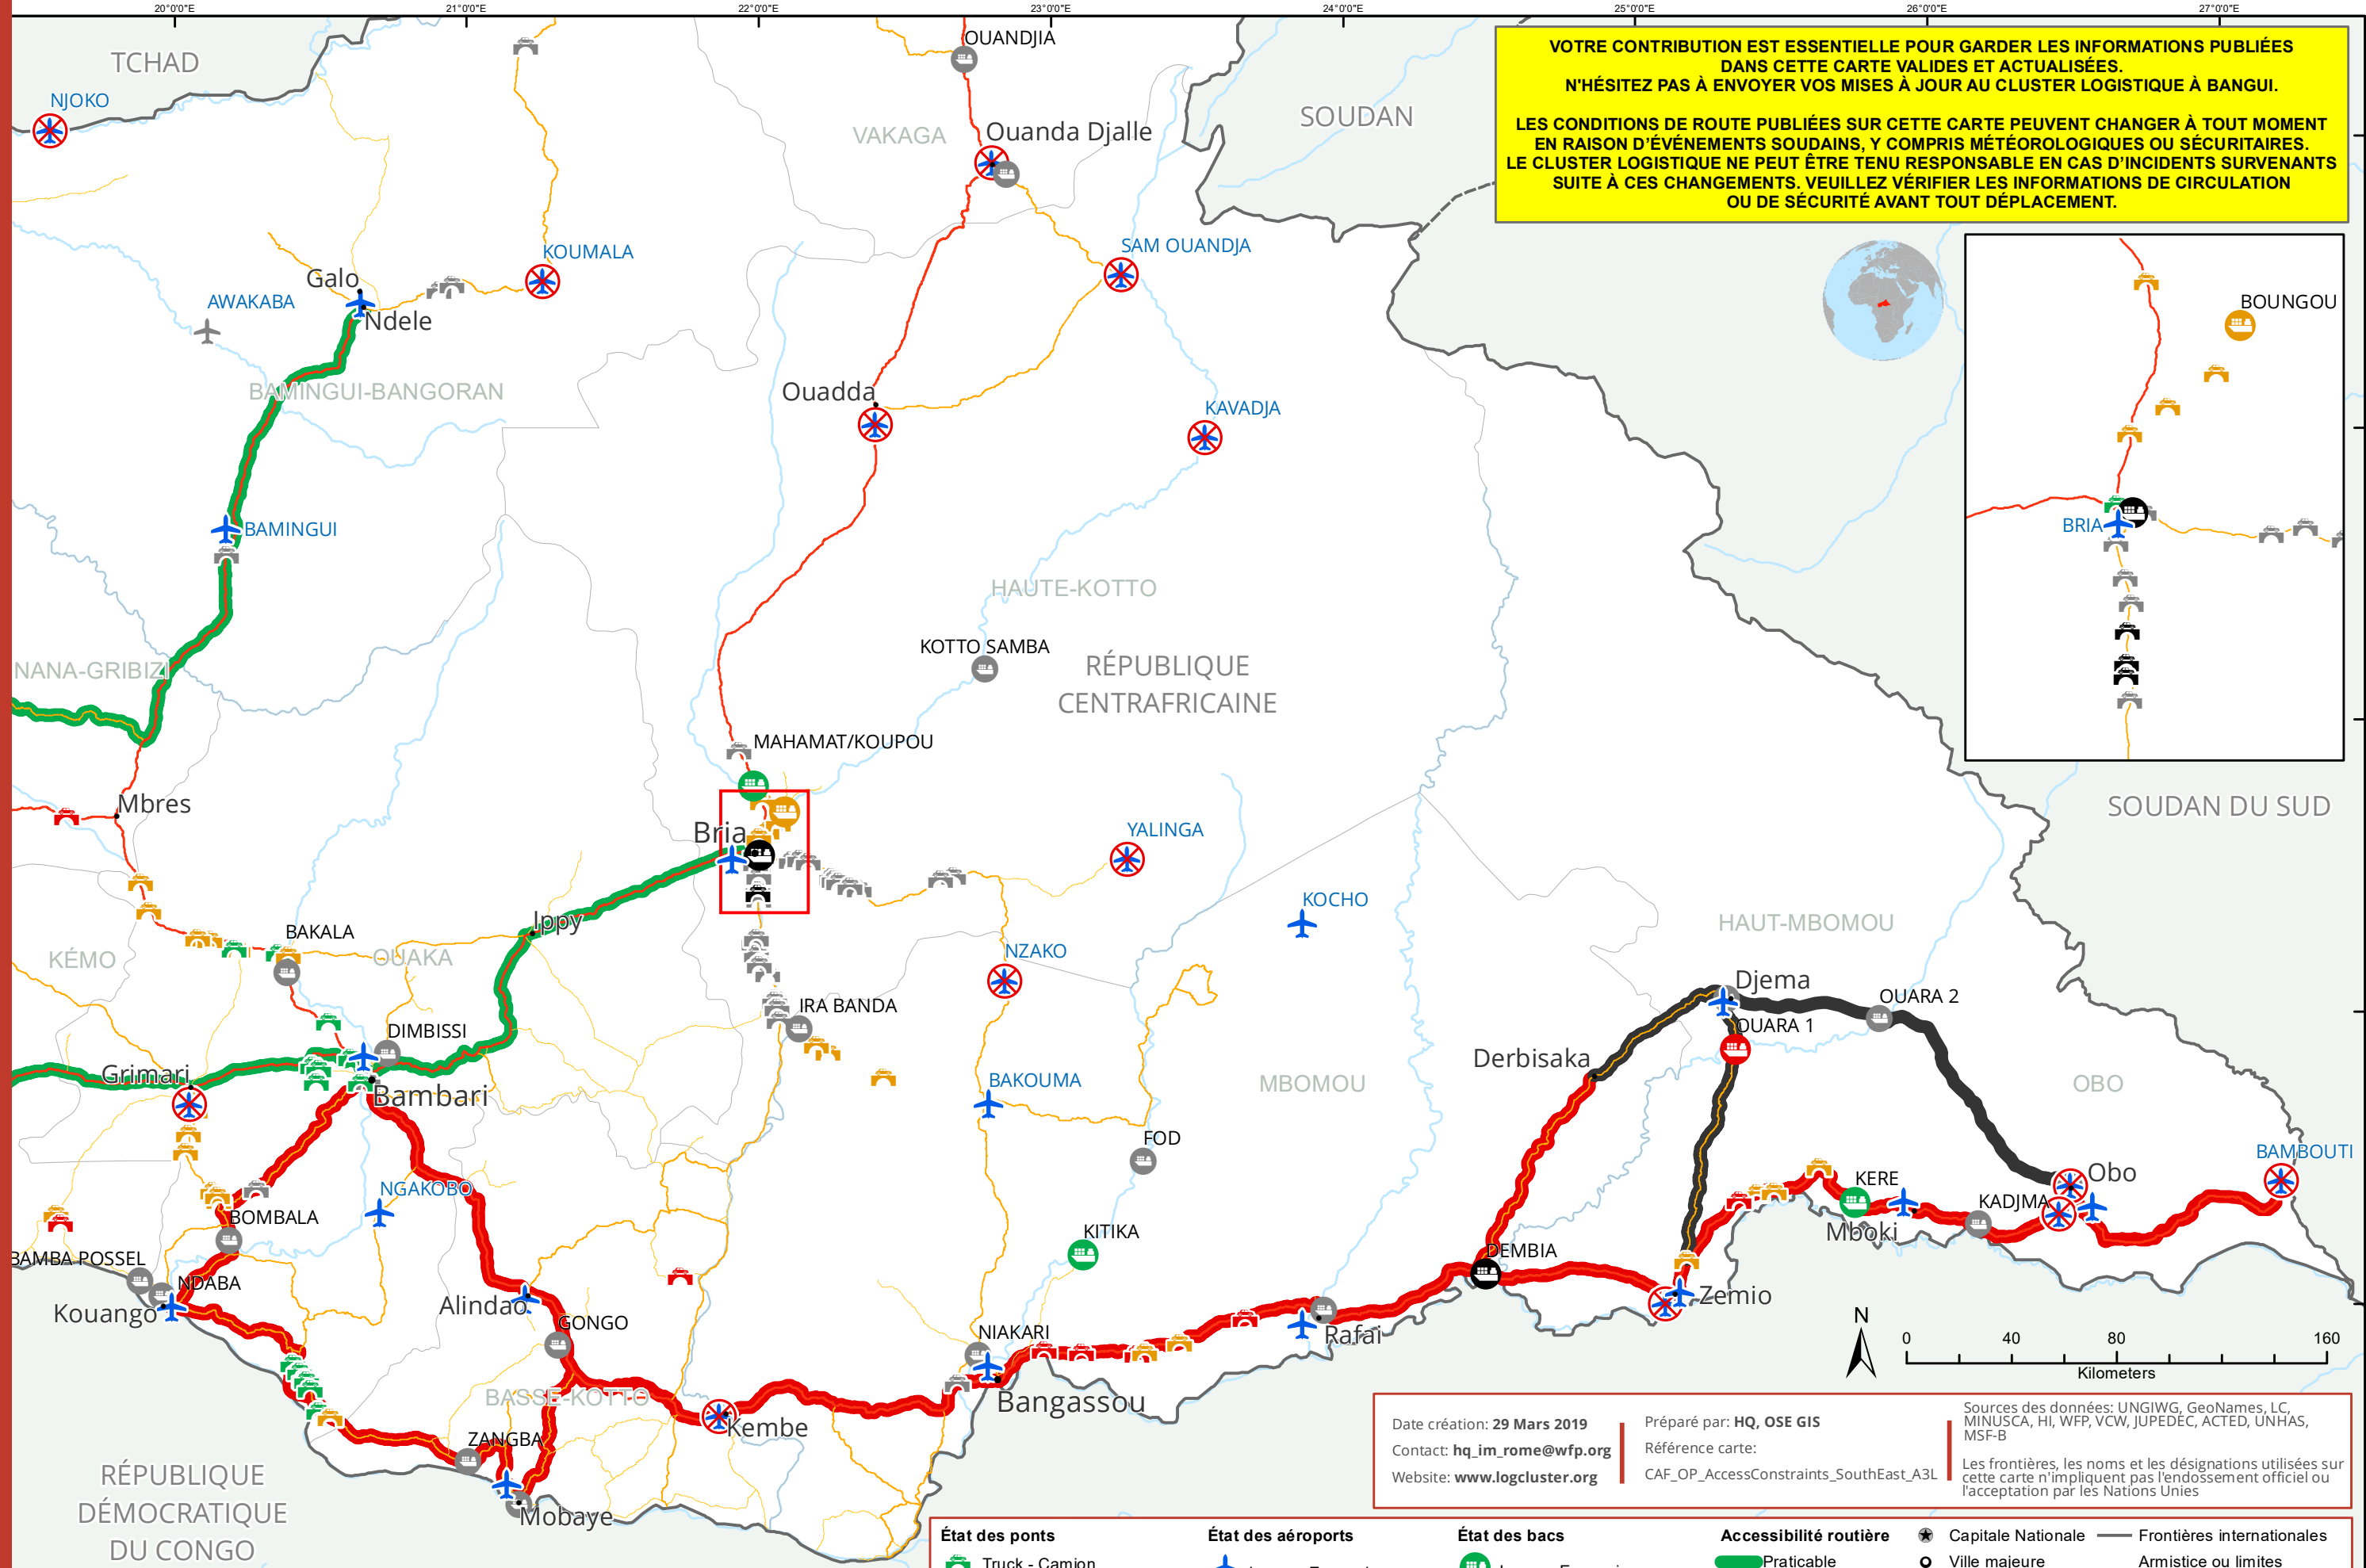 20°0'0"E
21°0'0"E
22°0'0"E
23°0'0"E
24°0'0"E
25°0'0"E
26°0'0"E
27°0'0"E
VOTRE CONTRIBUTION EST ESSENTIELLE POUR GARDER LES INFORMATIONS PUBLIÉES
DANS CETTE CARTE VALIDES ET ACTUALISÉES.
N'HÉSITEZ PAS À ENVOYER VOS MISES À JOUR AU CLUSTER LOGISTIQUE À BANGUI.
LES CONDITIONS DE ROUTE PUBLIÉES SUR CETTE CARTE PEUVENT CHANGER À TOUT MOMENT
EN RAISON D'ÉVÉNEMENTS SOUDAINS, Y COMPRIS MÉTEOROLOGIQUES OU SÉCURITAIRES.
LE CLUSTER LOGISTIQUE NE PEUT ÊTRE TENU RESPONSABLE EN CAS D'INCIDENTS SURVENANTS
SUITE À CES CHANGEMENTS. VEUILLEZ VÉRIFIER LES INFORMATIONS DE CIRCULATION
OU DE SÉCURITÉ AVANT TOUT DÉPLACEMENT.
OUANDJIA
TCHAD
NJOKO
SOUDAN
VAKAGA
Ouanda Djalle
KOUMALA
SAM OUANDJA
Galo
AWAKABA
Ndele
BOUNGOU
BAMINGUI-BANGORAN
Ouadda
KAVADJA
BAMINGUI
BRIA
HAUTE-KOTTO
KOTTO SAMBA
NANA-GRIBIZI
RÉPUBLIQUE
CENTRAFRICAINE
MAHAMAT/KOUPOU
Mbres
SOUDAN DU SUD
Bria
YALINGA
KOCHO
Ippy
BAKALA
HAUT-MBOMOU
KÉMO
OUAKA
NZAKO
Djema
OUARA 2
IRA BANDA
OUARA 1
DIMBISSI
Derbisaka
Grimari
BAKOUMA
MBOMOU
OBO
Bambari
FOD
BAMBOUTI
Obo
KERE
NGAKOBO
KADJMA
BOMBALA
KITIKA
Mboki
DEMBIA
BAMBA POSSEL
NDABA
Zemio
Kouango
Alindao
N
GONGO
NIAKARI
Rafai
0
40
80
160
Kilometers
BASSE-KOTTO
Bangassou
Kembe
ZANGBA
Mobaye
RÉPUBLIQUE
DÉMOCRATIQUE
DU CONGO
Date création: 29 Mars 2019
Contact: hq_im_rome@wfp.org
Website: www.logcluster.org
Préparé par: HQ, OSE GIS
Référence carte:
CAF_OP_AccessConstraints_SouthEast_A3L
Sources des données: UNGIWG, GeoNames, LC,
MINUSCA, HI, WFP, VCW, JUPEDEC, ACTED, UNHAS,
MSF-B
Les frontières, les noms et les désignations utilisées sur
cette carte n'impliquent pas l'endossement officiel ou
l'acceptation par les Nations Unies
État des ponts
Truck - Camion
État des aéroports
État des bacs
Accessibilité routière
Praticable
Capitale Nationale
Ville majeure
Frontières internationales
Armistice ou limites